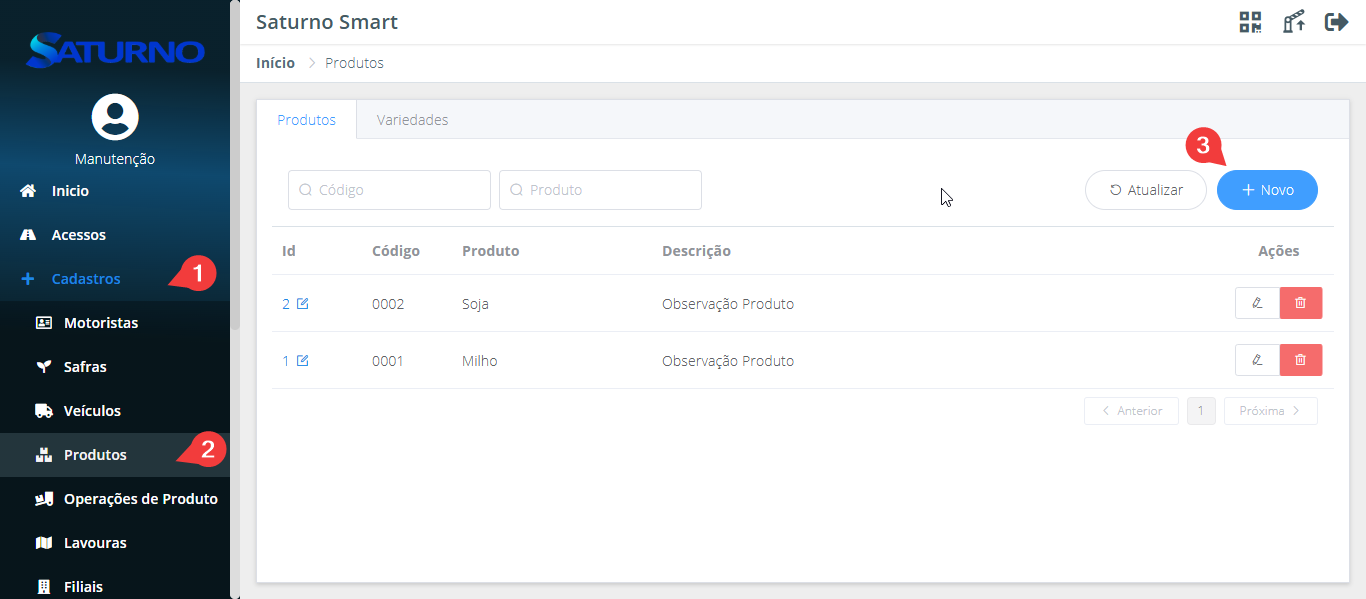 SATURNO
Manutenção
Inicio
Acessos
Cadastros
1
Motoristas
Safras
Veículos
Produtos
2
Operações de Produto
Lavouras
Filiais
Saturno Smart
Início > Produtos
Produtos Variedades
3
Código Produto Atualizar + Novo
Id Código Produto Descrição Ações
2 0002 Soja Observação Produto
1 0001 Milho Observação Produto
< Anterior 1 Próxima >